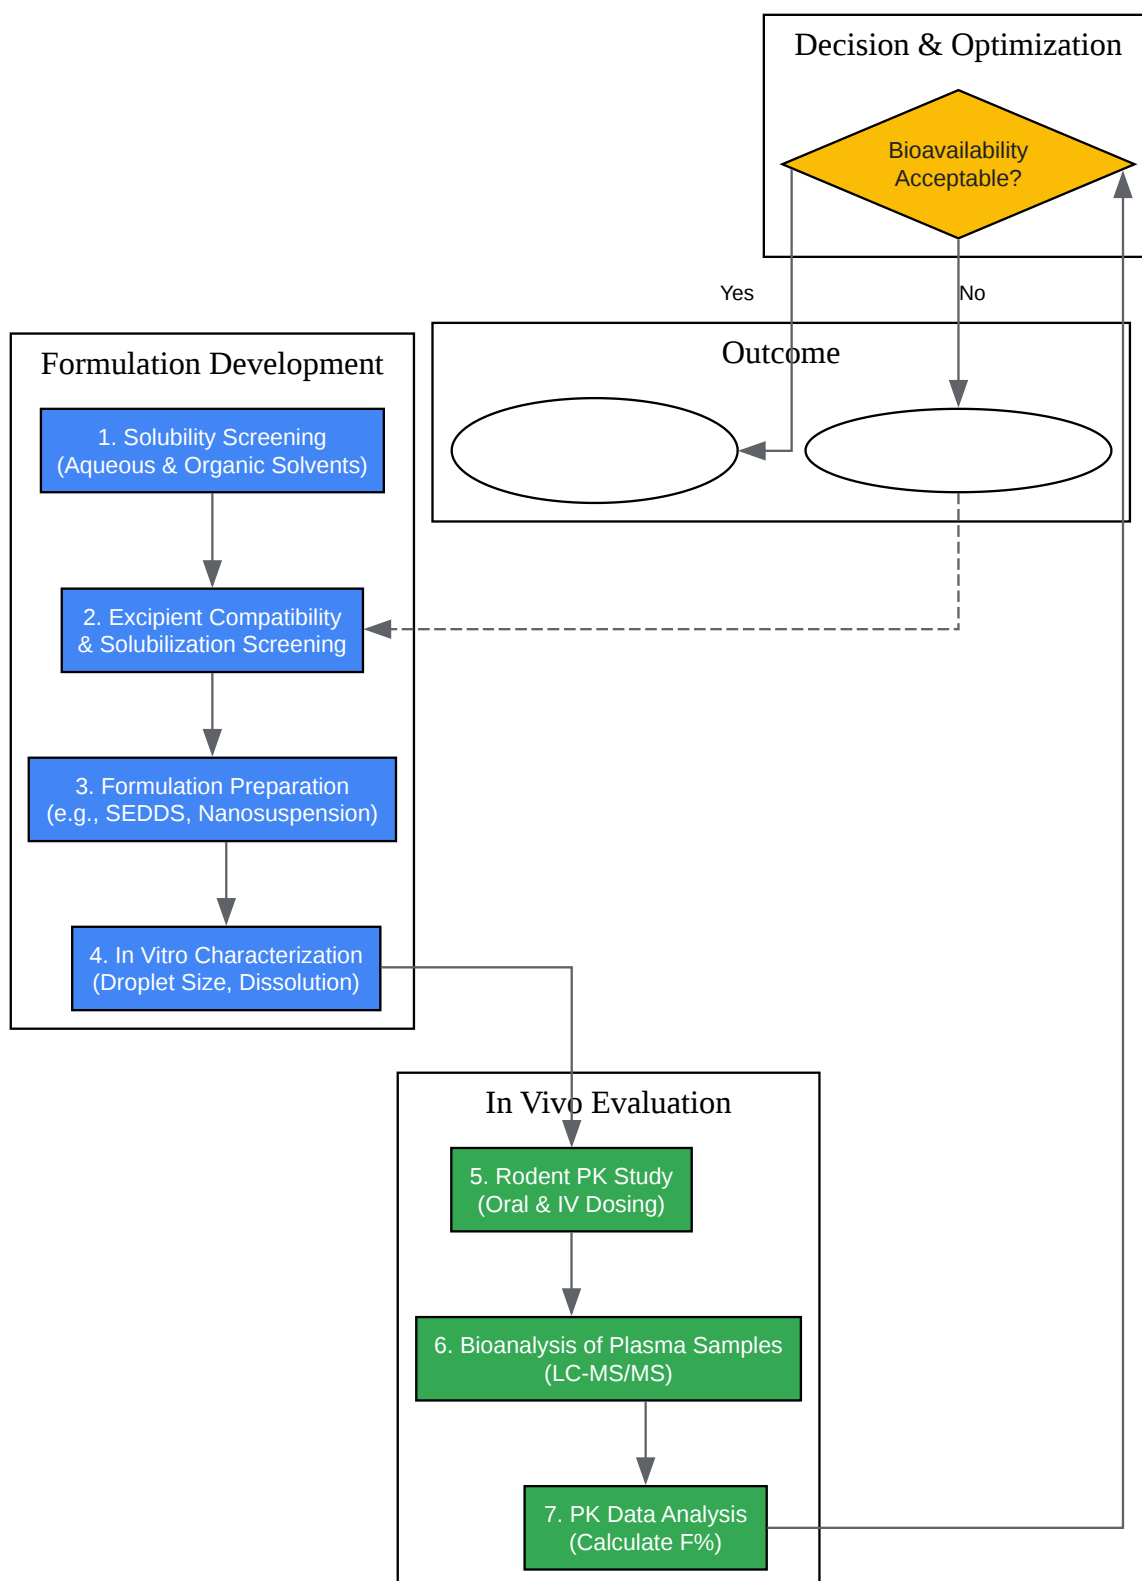 Decision & Optimization
Bioavailability
Acceptable?
Yes
No
Outcome
Formulation Development
1. Solubility Screening
(Aqueous & Organic Solvents)
2. Excipient Compatibility
& Solubilization Screening
3. Formulation Preparation
(e.g., SEDDS, Nanosuspension)
4. In Vitro Characterization
(Droplet Size, Dissolution)
In Vivo Evaluation
5. Rodent PK Study
(Oral & IV Dosing)
6. Bioanalysis of Plasma Samples
(LC-MS/MS)
7. PK Data Analysis
(Calculate F%)